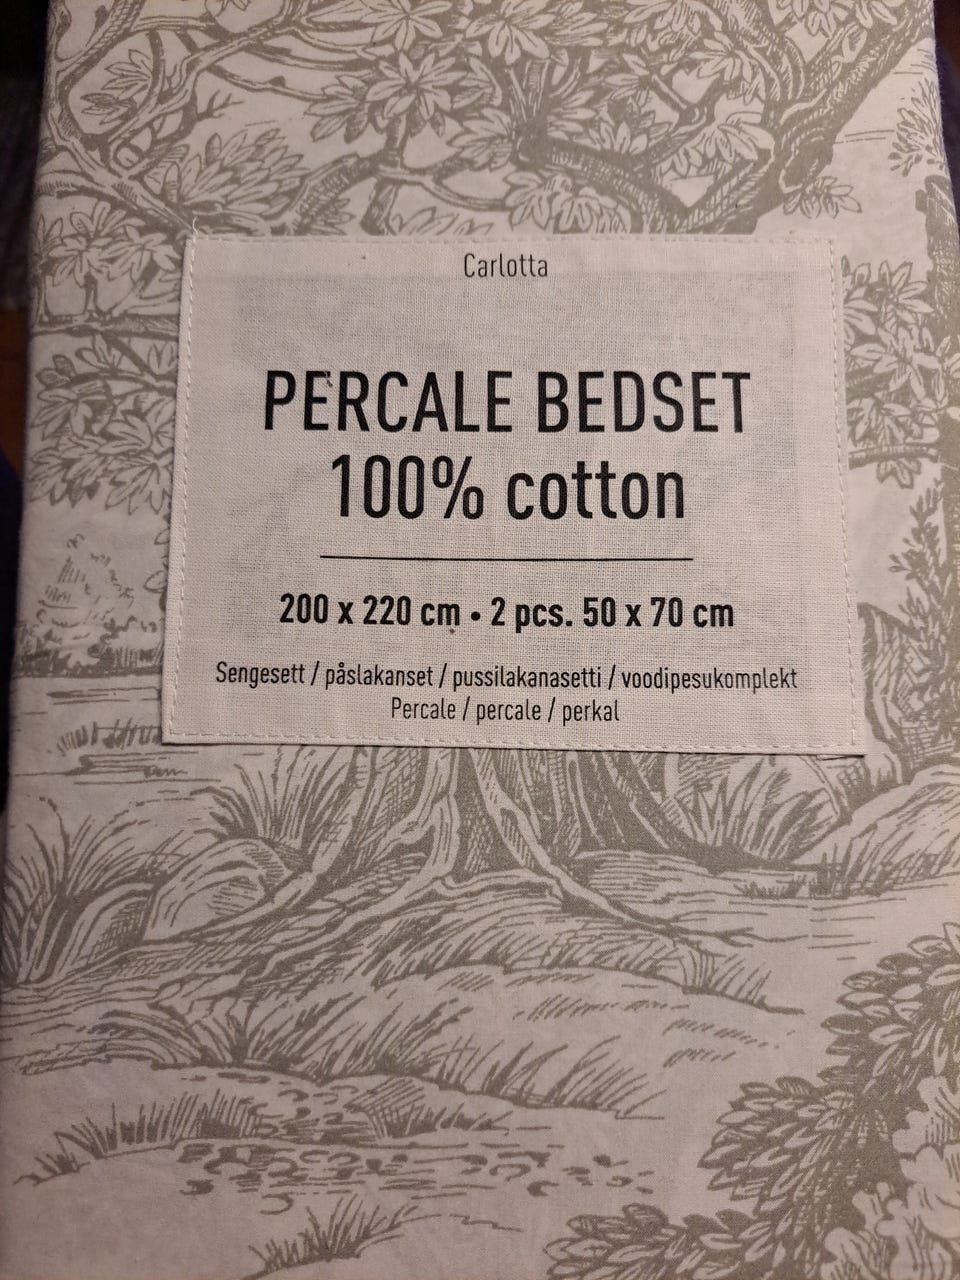 Carlotta
PERCALE BEDSET
100% cotton
200 x 220 cm • 2 pcs. 50 x 70 cm
Sengesett / påslakanset / pussilakanasetti / voodipesukomplekt
Percale / percale / perkal